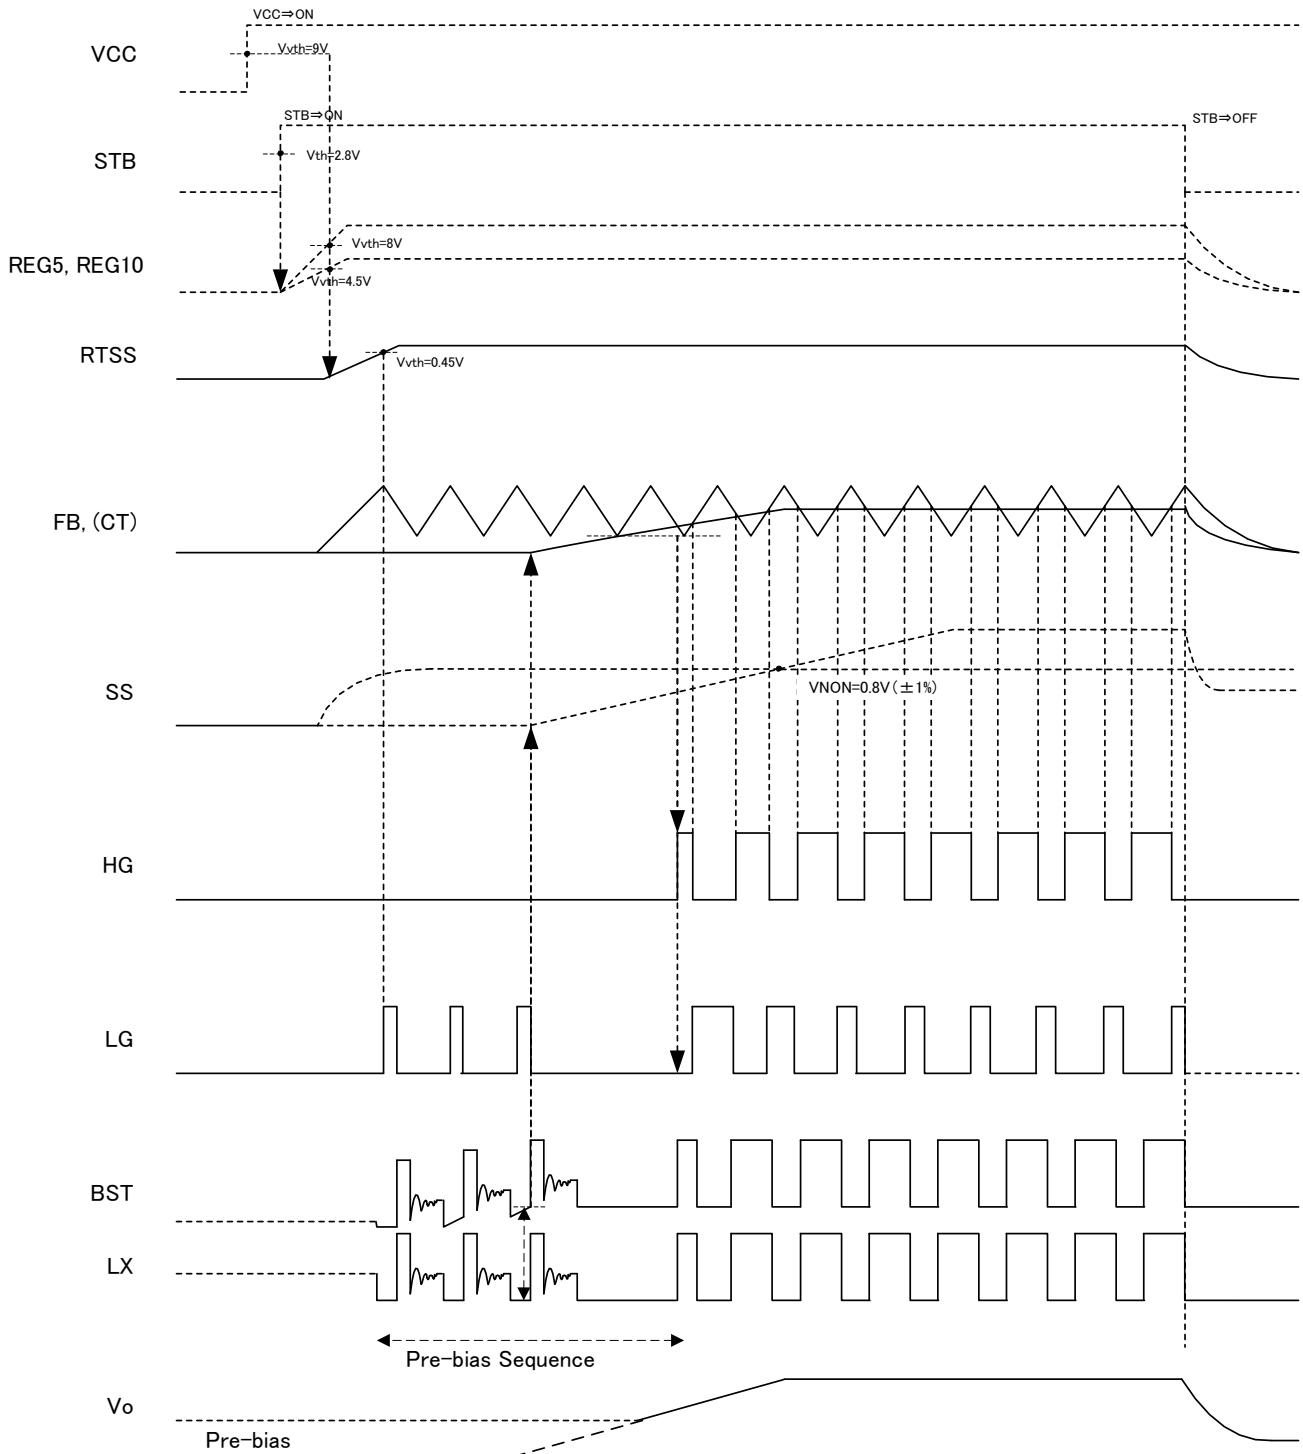 VCC⇒ON
VCC
Vvth=9V
STB⇒ON
STB⇒OFF
STB
Vth=2.8V
REG5, REG10
Vvth=8V
Vvth=4.5V
RTSS
Vvth=0.45V
FB, (CT)
SS
VNON=0.8V(±1%)
HG
LG
BST
LX
Pre-bias Sequence
Vo
Pre-bias